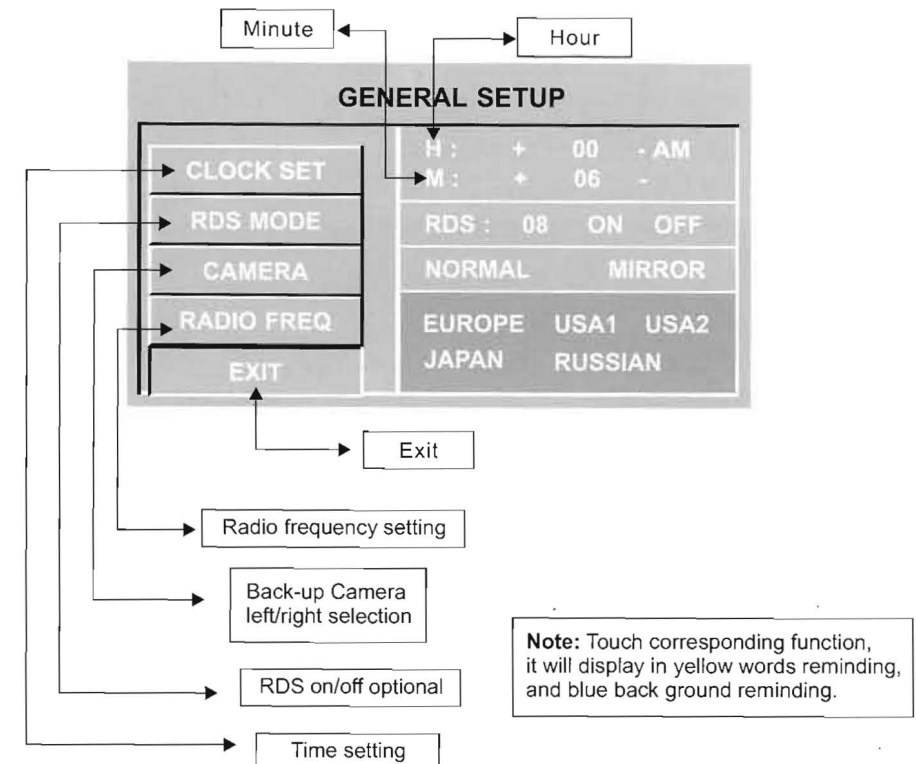 Minute
Hour
GENERAL SETUP
CLOCK SET
RDS MODE
CAMERA
RADIO FREQ
EXIT
H : + 00 - AM
M : + 06 -
RDS : 08 ON OFF
NORMAL MIRROR
EUROPE USA1 USA2
JAPAN RUSSIAN
Exit
Radio frequency setting
Back-up Camera
left/right selection
RDS on/off optional
Time setting
Note: Touch corresponding function,
it will display in yellow words reminding,
and blue back ground reminding.